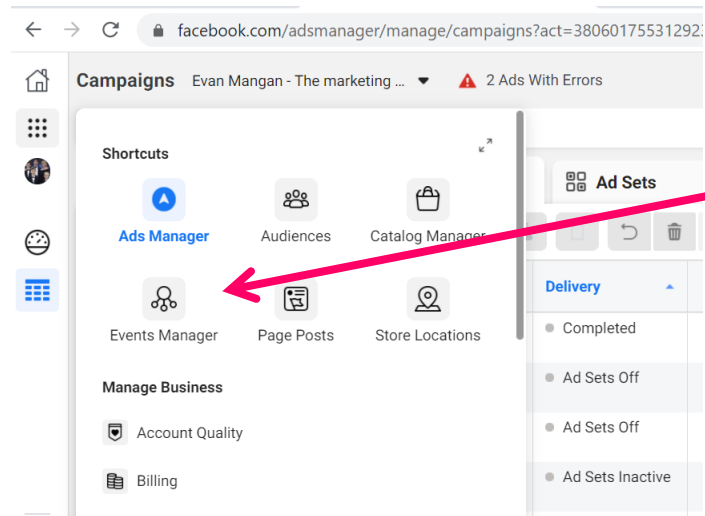 facebook.com/adsmanager/manage/campaigns?act=38060175531292
Campaigns Evan Mangan - The marketing ... 2 Ads With Errors
Shortcuts
Ad Sets
Ads Manager Audiences Catalog Manager
Events Manager Page Posts Store Locations
Delivery
Completed
Manage Business
Ad Sets Off
Account Quality
Ad Sets Off
Billing
Ad Sets Inactive